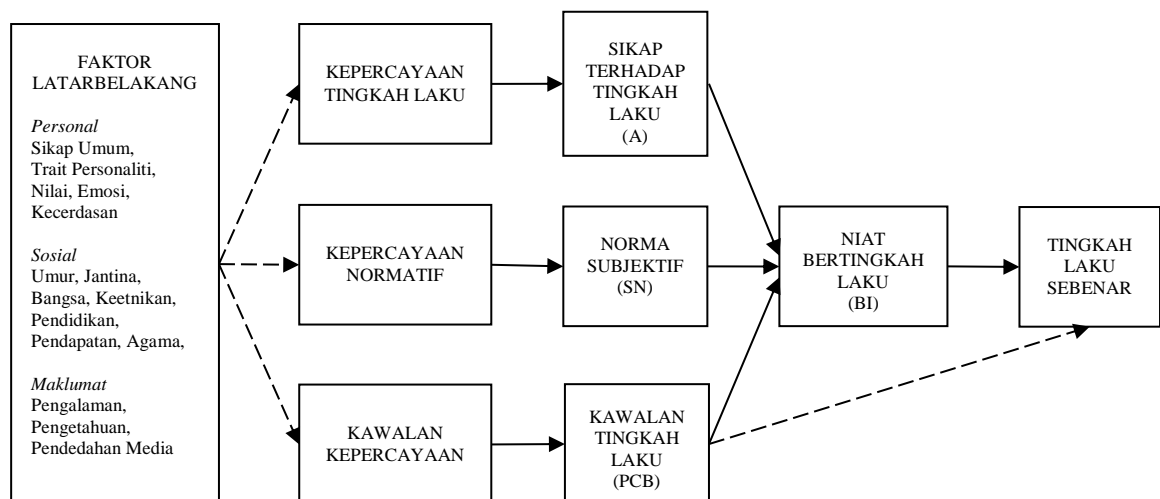 FAKTOR
LATARBELAKANG
Personal
Sikap Umum,
Trait Personaliti,
Nilai, Emosi,
Kecerdasan
Sosial
Umur, Jantina,
Bangsa, Keetnikan,
Pendidikan,
Pendapatan, Agama,
Maklumat
Pengalaman,
Pengetahuan,
Pendedahan Media
KEPERCAYAAN
TINGKAH LAKU
KEPERCAYAAN
NORMATIF
KAWALAN
KEPERCAYAAN
SIKAP
TERHADAP
TINGKAH
LAKU
(A)
NORMA
SUBJEKTIF
(SN)
KAWALAN
TINGKAH
LAKU
(PCB)
NIAT
BERTINGKAH
LAKU
(BI)
TINGKAH
LAKU
SEBENAR